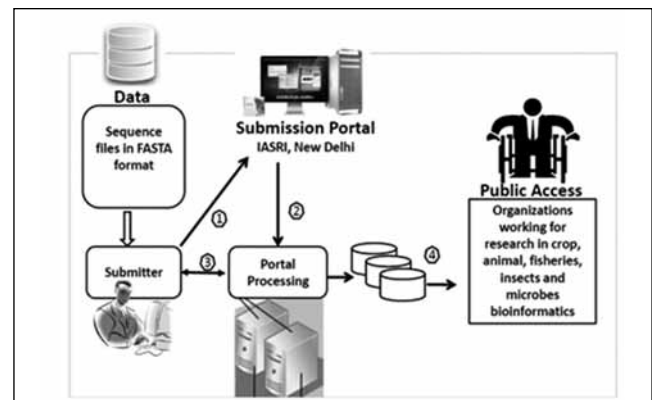 Data
Sequence
files in FASTA
format
Submission Portal
IASRI, New Delhi
Public Access
Organizations
working for
research in crop,
animal, fisheries,
insects and
microbes
bioinformatics
1
2
Submitter
3
Portal
Processing
4